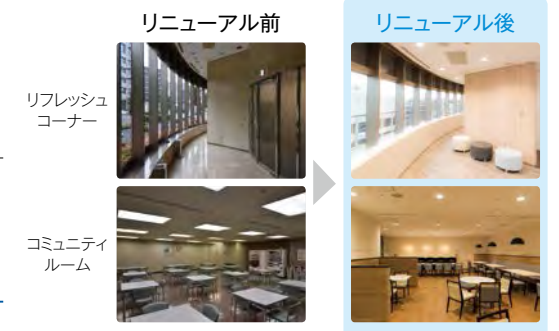 リニューアル前
リニューアル後
リフレッシュ
コーナー
コミュニティ
ルーム